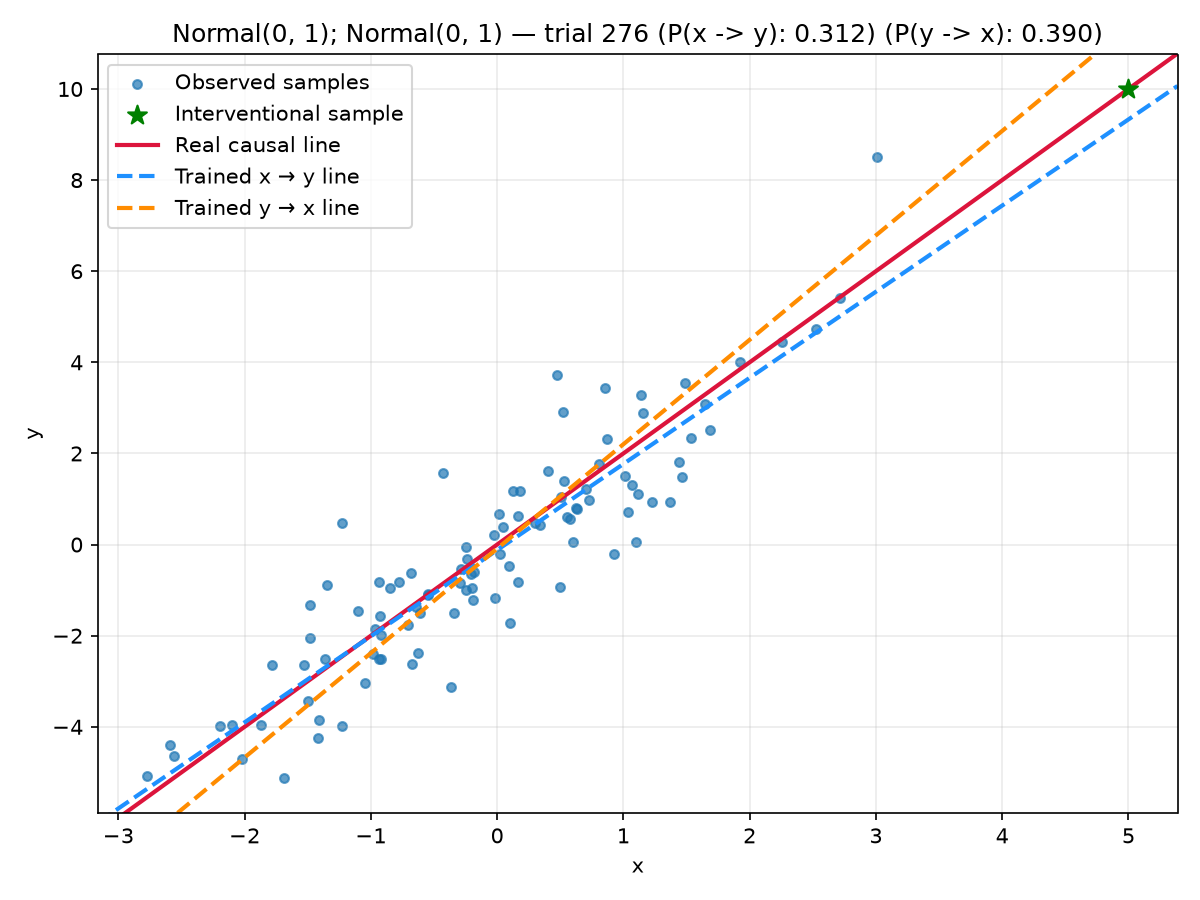 Normal(0, 1); Normal(0, 1) — trial 276 (P(x -> y): 0.312) (P(y -> x): 0.390)
Observed samples
Interventional sample
Real causal line
Trained x → y line
Trained y → x line
10
8
6
4
2
0
−2
−4
y
−3 −2 −1 0 1 2 3 4 5
x